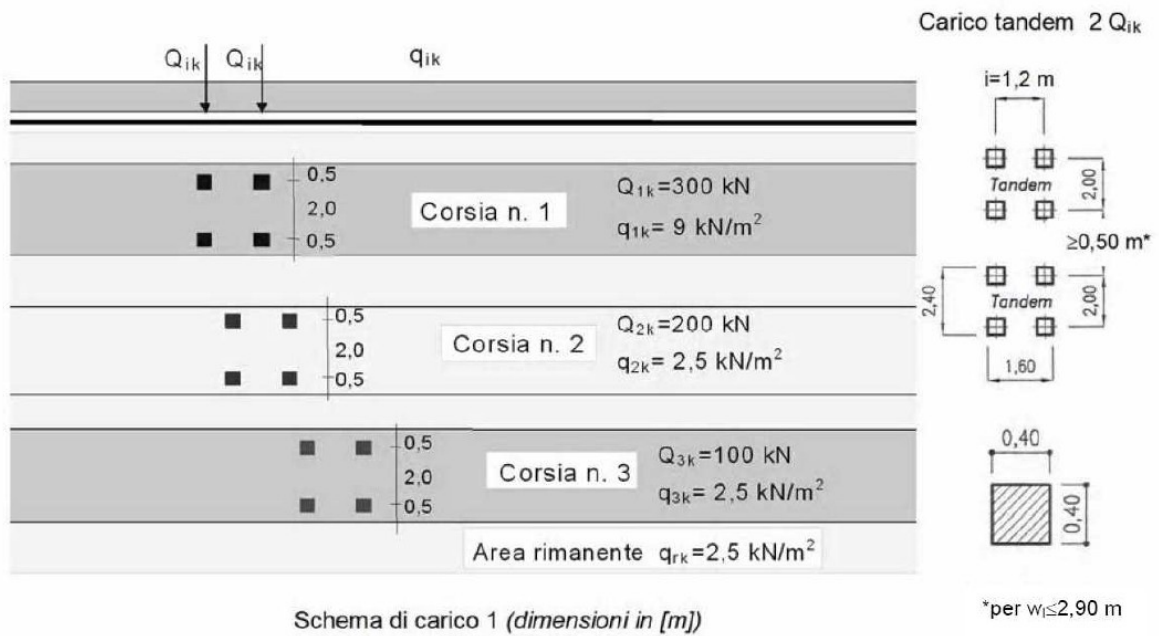 Carico tandem 2 Qik
Qik Qik qik
i=1,2 m
0,5
2,0
0,5
Corsia n. 1
Q1k=300 kN
q1k= 9 kN/m²
Tandem
2,00
≥0,50 m*
0,5
2,0
0,5
Corsia n. 2
Q2k=200 kN
q2k= 2,5 kN/m²
2,40
Tandem
2,00
1,60
0,5
2,0
0,5
Corsia n. 3
Q3k=100 kN
q3k= 2,5 kN/m²
0,40
0,40
Area rimanente qrk=2,5 kN/m²
Schema di carico 1 (dimensioni in [m])
*per wl≤2,90 m